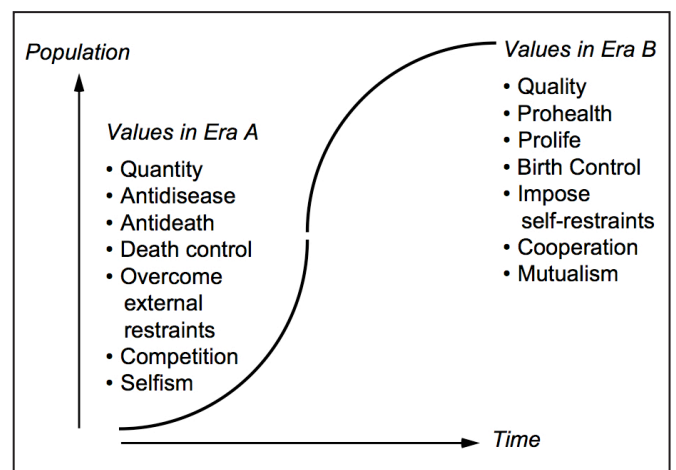 Population
Values in Era A
• Quantity
• Antidisease
• Antideath
• Death control
• Overcome
external
restraints
• Competition
• Selfism
Values in Era B
• Quality
• Prohealth
• Prolife
• Birth Control
• Impose
self-restraints
• Cooperation
• Mutualism
Time